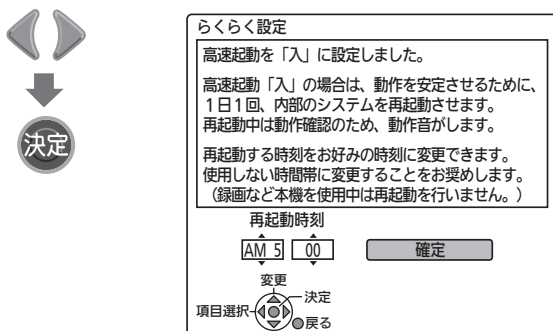 決定
らくらく設定
高速起動を「入」に設定しました。
高速起動「入」の場合は、動作を安定させるために、
１日１回、内部のシステムを再起動させます。
再起動中は動作確認のため、動作音がします。
再起動する時刻をお好みの時刻に変更できます。
使用しない時間帯に変更することをお奨めします。
（録画など本機を使用中は再起動を行いません。）
再起動時刻
AM 5 00 確定
変更
決定
項目選択
戻る